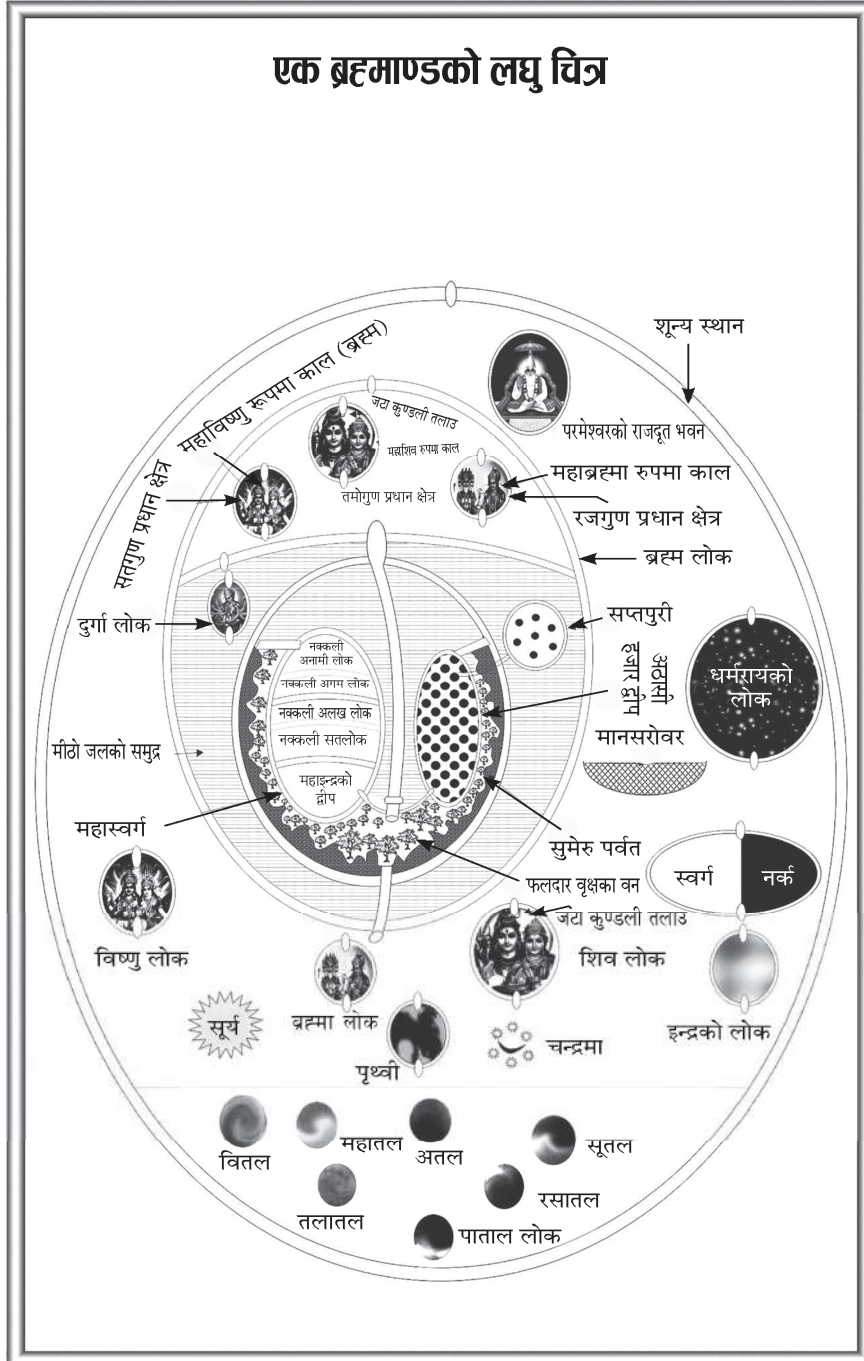 एक ब्रह्माण्डको लघु चित्र
शून्य स्थान
महाविष्णु रूपमा काल (ब्रह्म)
सतगुण प्रधान क्षेत्र
जटा कुण्डली तलाउ
महाशिव रुपमा काल
तमोगुण प्रधान क्षेत्र
परमेश्वरको राजदूत भवन
महाब्रह्मा रुपमा काल
रजगुण प्रधान क्षेत्र
ब्रह्म लोक
दुर्गा लोक
सप्तपुरी
अठासी
हजार द्वीप
धर्मरायको
लोक
नक्कली
अनामी लोक
नक्कली अगम लोक
नक्कली अलख लोक
नक्कली सतलोक
महाइन्द्रको
द्वीप
मानसरोवर
मीठो जलको समुद्र
महास्वर्ग
सुमेरु पर्वत
फलदार वृक्षका वन
स्वर्ग
नर्क
जटा कुण्डली तलाउ
विष्णु लोक
शिव लोक
ब्रह्मा लोक
इन्द्रको लोक
सूर्य
चन्द्रमा
पृथ्वी
वितल
महातल
अतल
सूतल
तलातल
रसातल
पाताल लोक